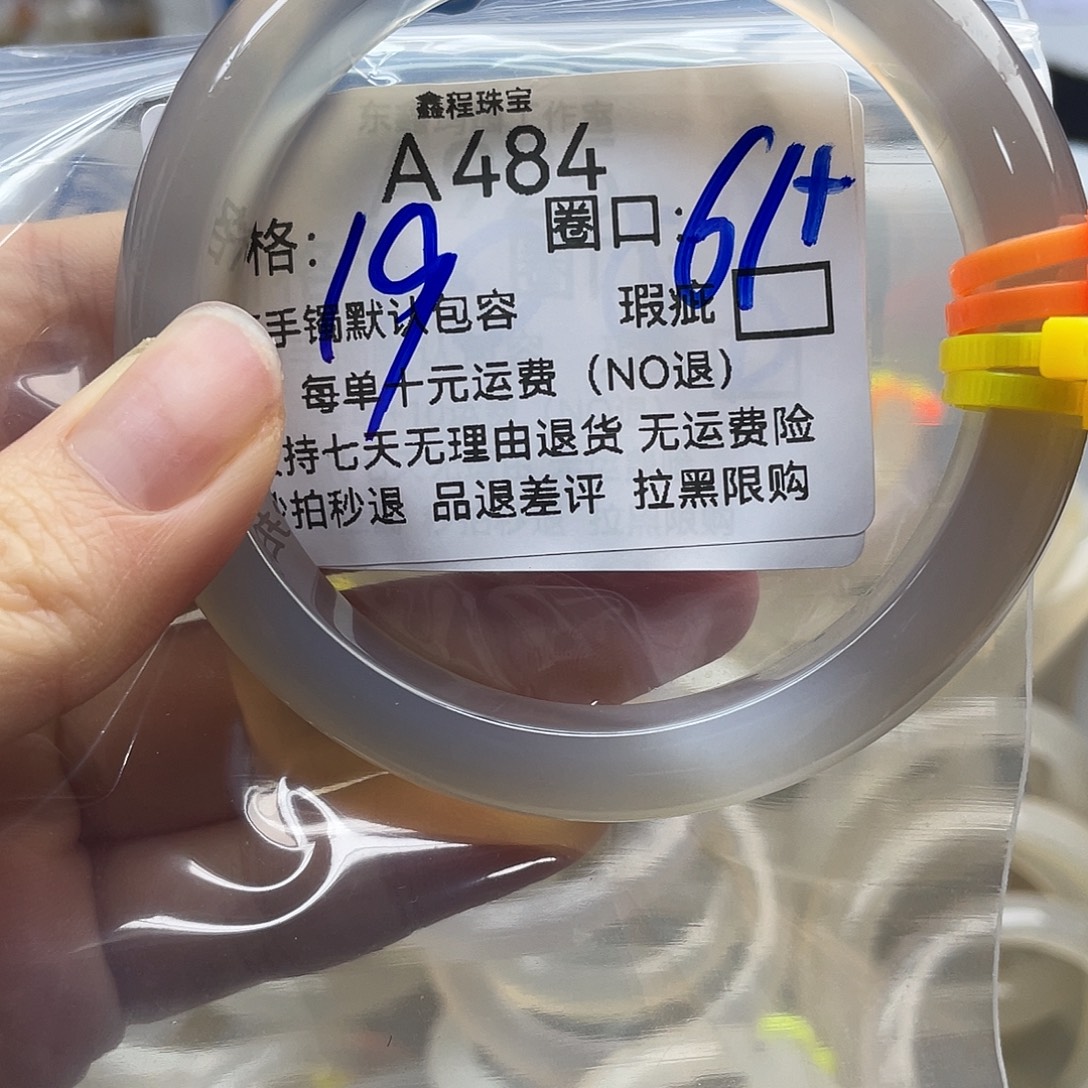 鑫程珠宝
A484
格：19 圈口：61+
手镯默认包容 瑕疵
每单十元运费（NO退）
持七天无理由退货 无运费险
拍秒退 品退差评 拉黑限购